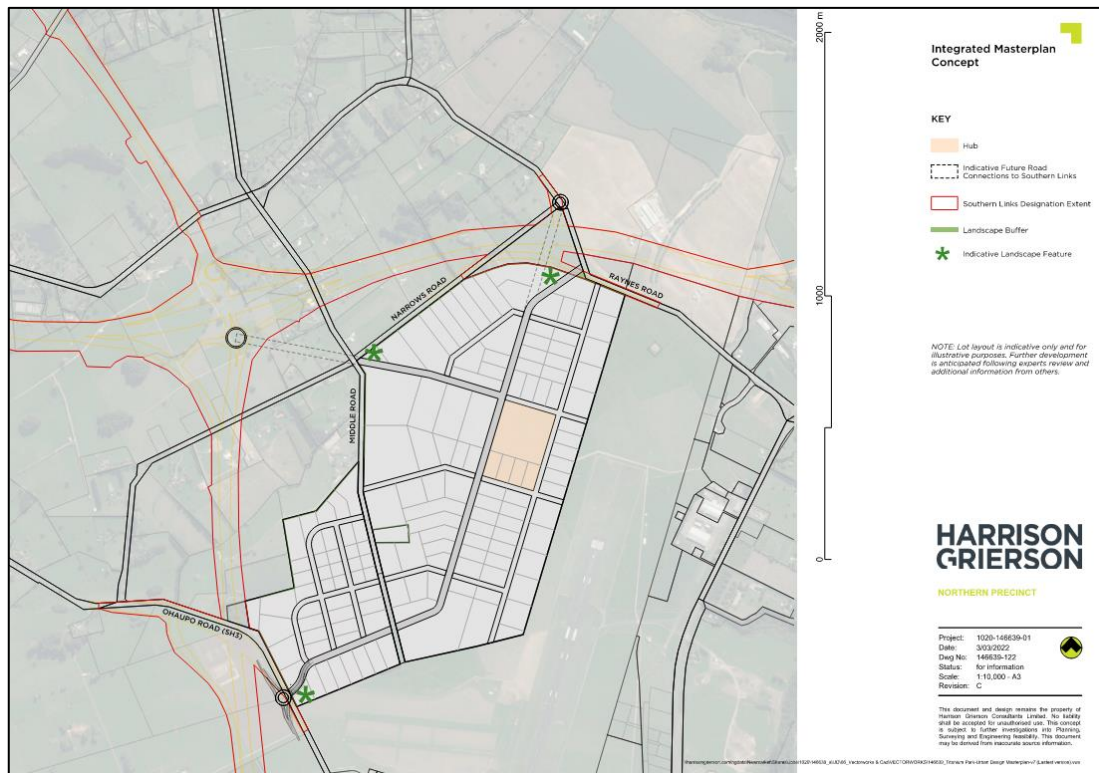 NARROWS ROAD
RAYNES ROAD
MIDDLE ROAD
OHAUPO ROAD (SH3)
2000 m
1000
0
Integrated Masterplan
Concept
KEY
Hub
Indicative Future Road
Connections to Southern Links
Southern Links Designation Extent
Landscape Buffer
Indicative Landscape Feature
NOTE: Lot layout is indicative only and for
illustrative purposes. Further development
is anticipated following experts review and
additional information from others.
HARRISON
GRIERSON
NORTHERN PRECINCT
Project: 1020-146639-01
Date: 3/03/2022
Dwg No: 146639-122
Status: for information
Scale: 1:10,000 - A3
Revision: C
This document and design remains the property of
Harrison Grierson Consultants Limited. No liability
shall be accepted for unauthorised use. This concept
is subject to further investigations into Planning,
Surveying and Engineering feasibility. This document
may be derived from inaccurate source information.